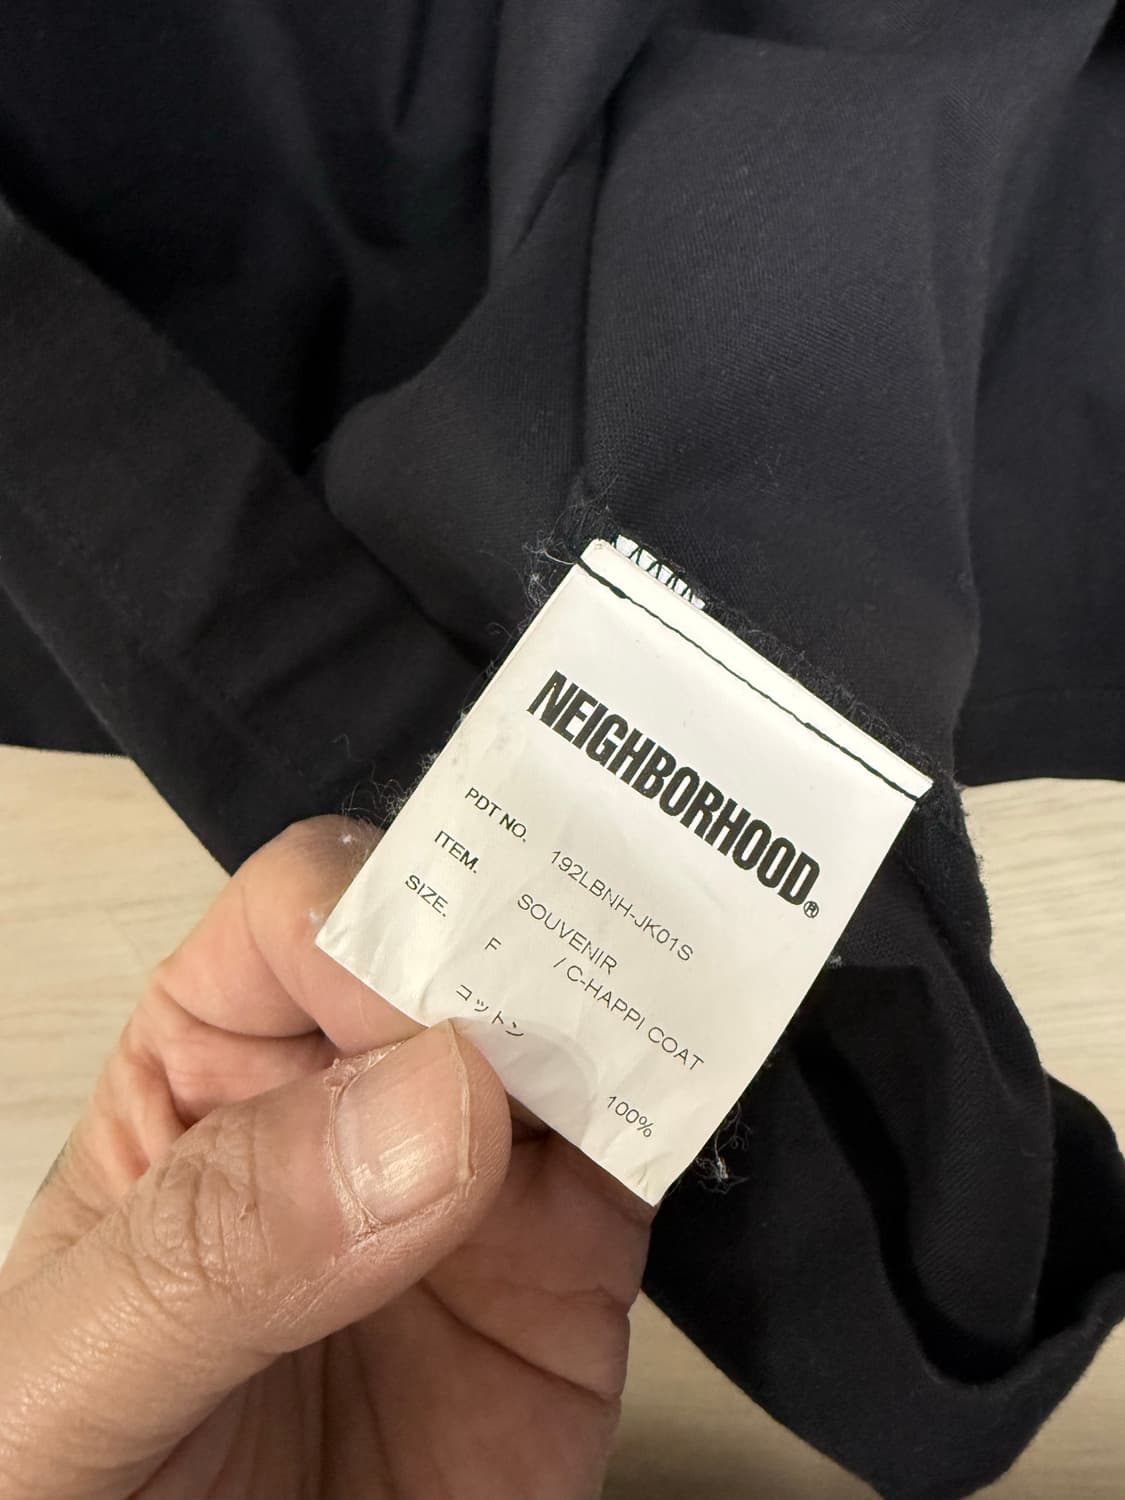 NEIGHBORHOOD®
PDT NO. 192LBNH-JK01S
ITEM. SOUVENIR
/ C-HAPPI COAT
SIZE. F
コットン 100%